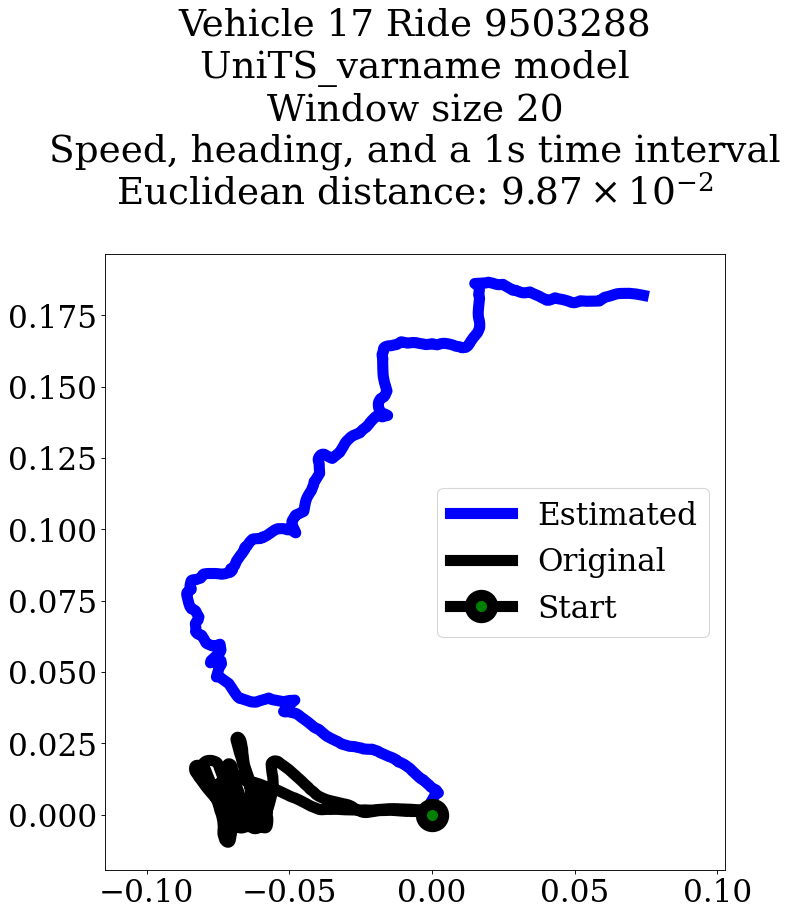 Vehicle 17 Ride 9503288
UniTS_varname model
Window size 20
Speed, heading, and a 1s time interval
Euclidean distance: 9.87 × 10⁻²
0.175
0.150
0.125
0.100
0.075
0.050
0.025
0.000
Estimated
Original
Start
−0.10 −0.05 0.00 0.05 0.10